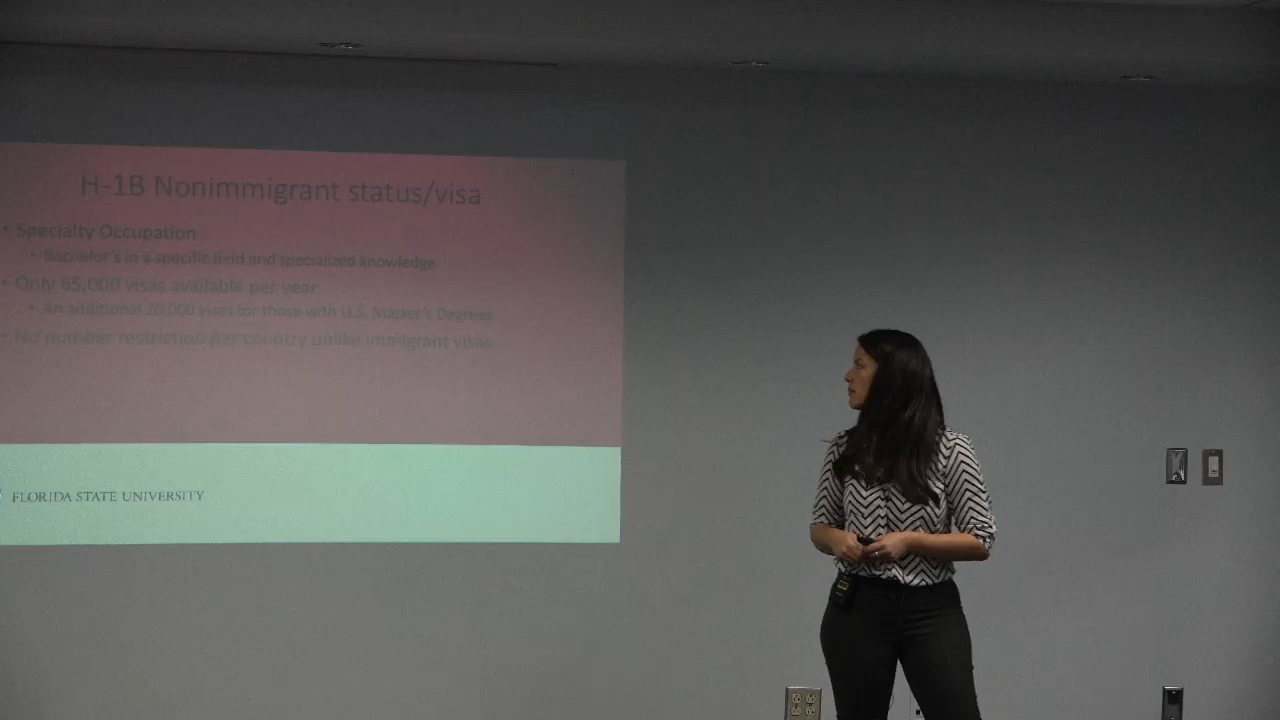 H-1B Nonimmigrant status/visa
• Specialty Occupation
• Bachelor's in a specific field and specialized knowledge
• Only 65,000 visas available per year
• An additional 20,000 visas for those with U.S. Master's Degrees
• No number restriction per country unlike immigrant visas
FLORIDA STATE UNIVERSITY